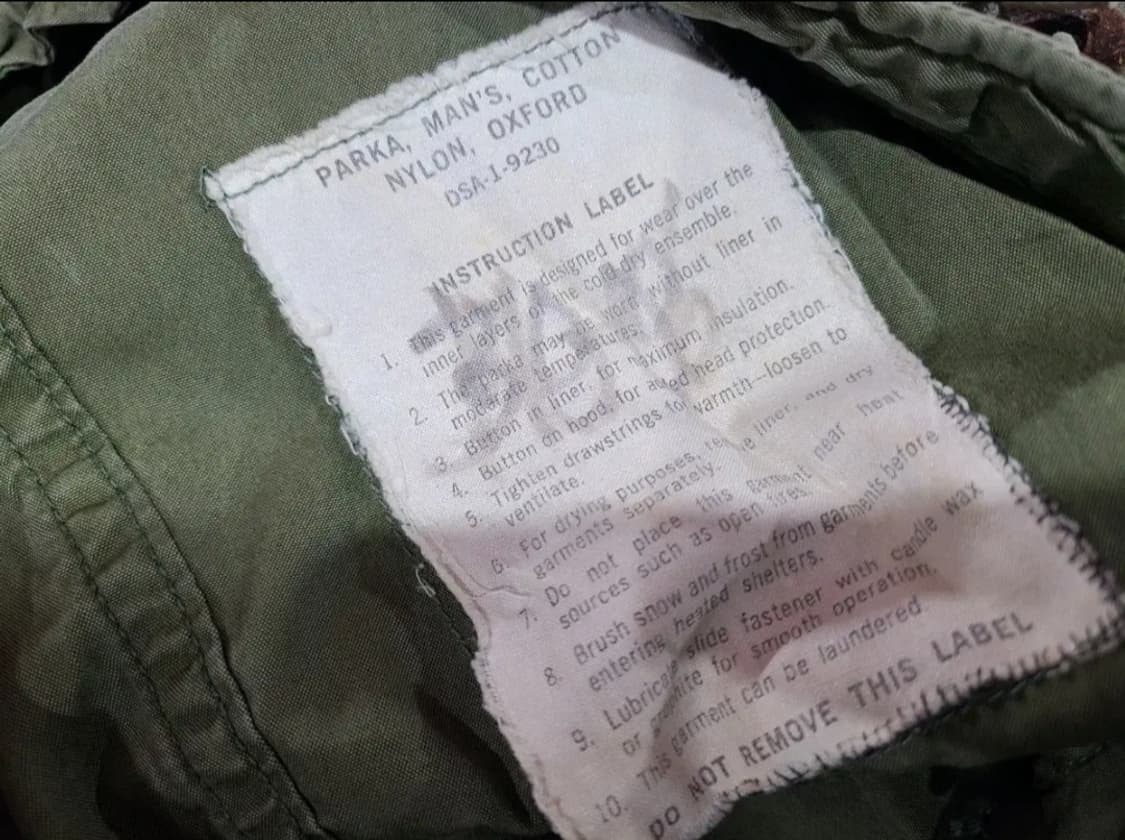 PARKA, MAN'S, COTTON
NYLON, OXFORD
DSA-1-9230
INSTRUCTION LABEL
1. This garment is designed for wear over the
inner layers of the cold dry ensemble.
2. The parka may be worn without liner in
moderate temperatures.
3. Button in liner, for maximum insulation.
4. Button on hood, for added head protection.
5. Tighten drawstrings for warmth—loosen to
ventilate.
6. For drying purposes, liner, and dry
garments separately.
7. Do not place this garment near heat
sources such as open fires.
8. Brush snow and frost from garments before
entering heated shelters.
9. Lubricate slide fastener with candle wax
or for smooth operation.
10. This garment can be laundered.
DO NOT REMOVE THIS LABEL